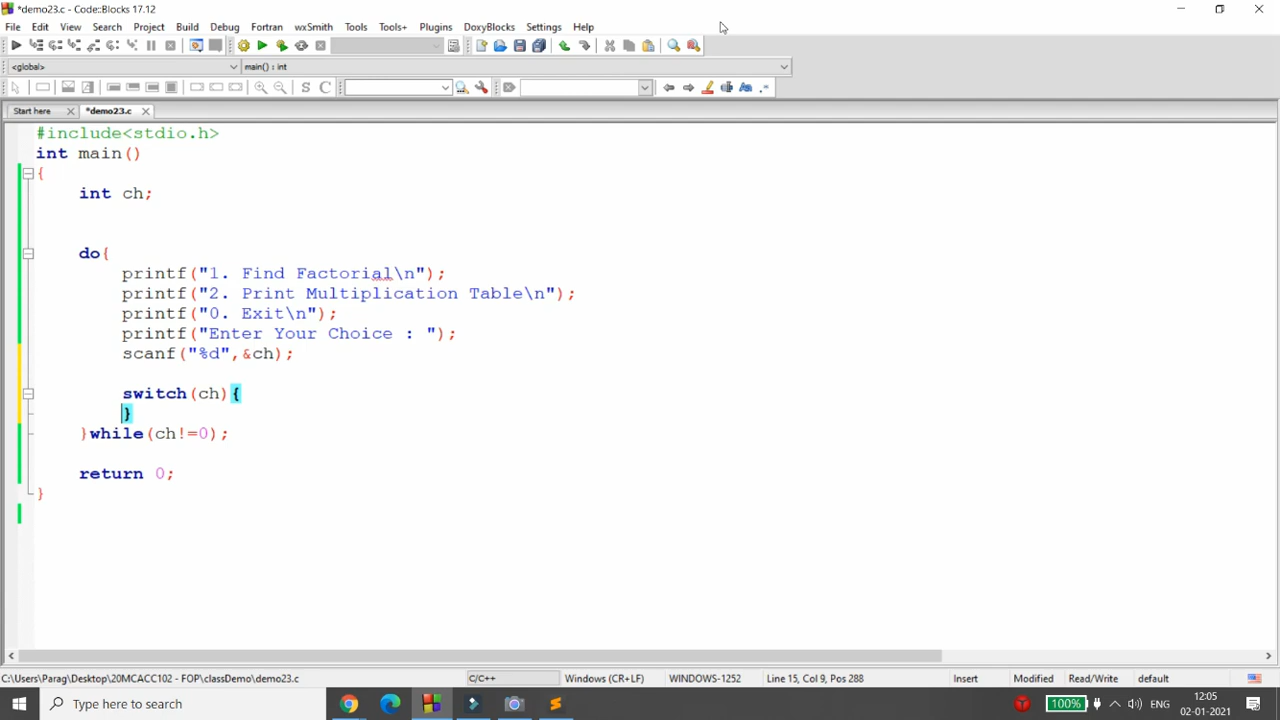 *demo23.c - Code::Blocks 17.12
File Edit View Search Project Build Debug Fortran wxSmith Tools Tools+ Plugins DoxyBlocks Settings Help
<global> main() : int
S C
Start here *demo23.c
#include<stdio.h>
int main()
{
int ch;
do{
printf("1. Find Factorial\n");
printf("2. Print Multiplication Table\n");
printf("0. Exit\n");
printf("Enter Your Choice : ");
scanf("%d",&ch);
switch(ch){
}
}while(ch!=0);
return 0;
}
C:\Users\Parag\Desktop\20MCACC102 - FOP\classDemo\demo23.c C/C++ Windows (CR+LF) WINDOWS-1252 Line 15, Col 9, Pos 288 Insert Modified Read/Write default
Type here to search 100% ENG 12:05
02-01-2021